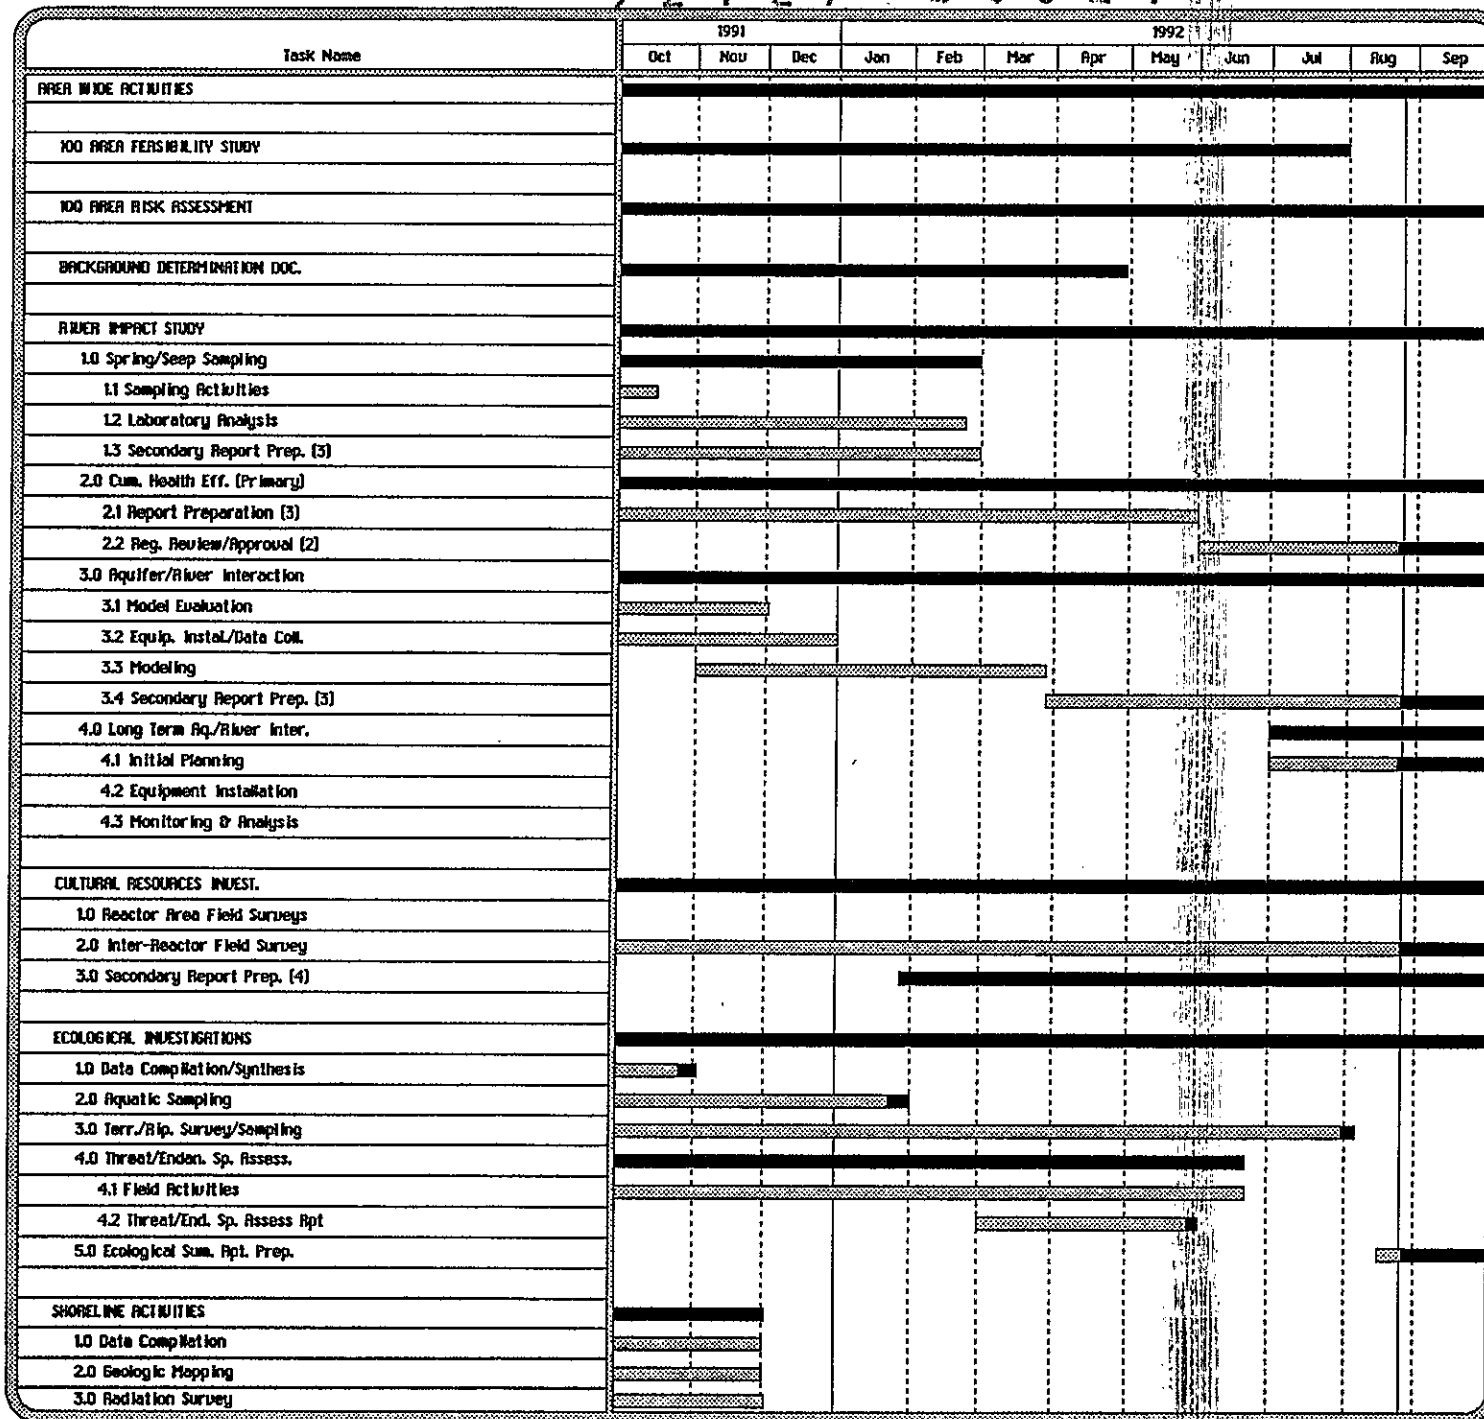 1991 1992
Task Name Oct Nov Dec Jan Feb Mar Apr May Jun Jul Aug Sep
AREA WIDE ACTIVITIES
100 AREA FEASIBILITY STUDY
100 AREA RISK ASSESSMENT
BACKGROUND DETERMINATION DOC.
RIVER IMPACT STUDY
1.0 Spring/Seep Sampling
1.1 Sampling Activities
1.2 Laboratory Analysis
1.3 Secondary Report Prep. (3)
2.0 Cum. Health Eff. (Primary)
2.1 Report Preparation (3)
2.2 Reg. Review/Approval (2)
3.0 Aquifer/River Interaction
3.1 Model Evaluation
3.2 Equip. Instal./Data Coll.
3.3 Modeling
3.4 Secondary Report Prep. (3)
4.0 Long Term Aq./River Inter.
4.1 Initial Planning
4.2 Equipment Installation
4.3 Monitoring & Analysis
CULTURAL RESOURCES INVEST.
1.0 Reactor Area Field Surveys
2.0 Inter-Reactor Field Survey
3.0 Secondary Report Prep. (4)
ECOLOGICAL INVESTIGATIONS
1.0 Data Compilation/Synthesis
2.0 Aquatic Sampling
3.0 Terr./Rip. Survey/Sampling
4.0 Threat/Endan. Sp. Assess.
4.1 Field Activities
4.2 Threat/End. Sp. Assess Rpt
5.0 Ecological Sum. Rpt. Prep.
SHORELINE ACTIVITIES
1.0 Data Compilation
2.0 Geologic Mapping
3.0 Radiation Survey